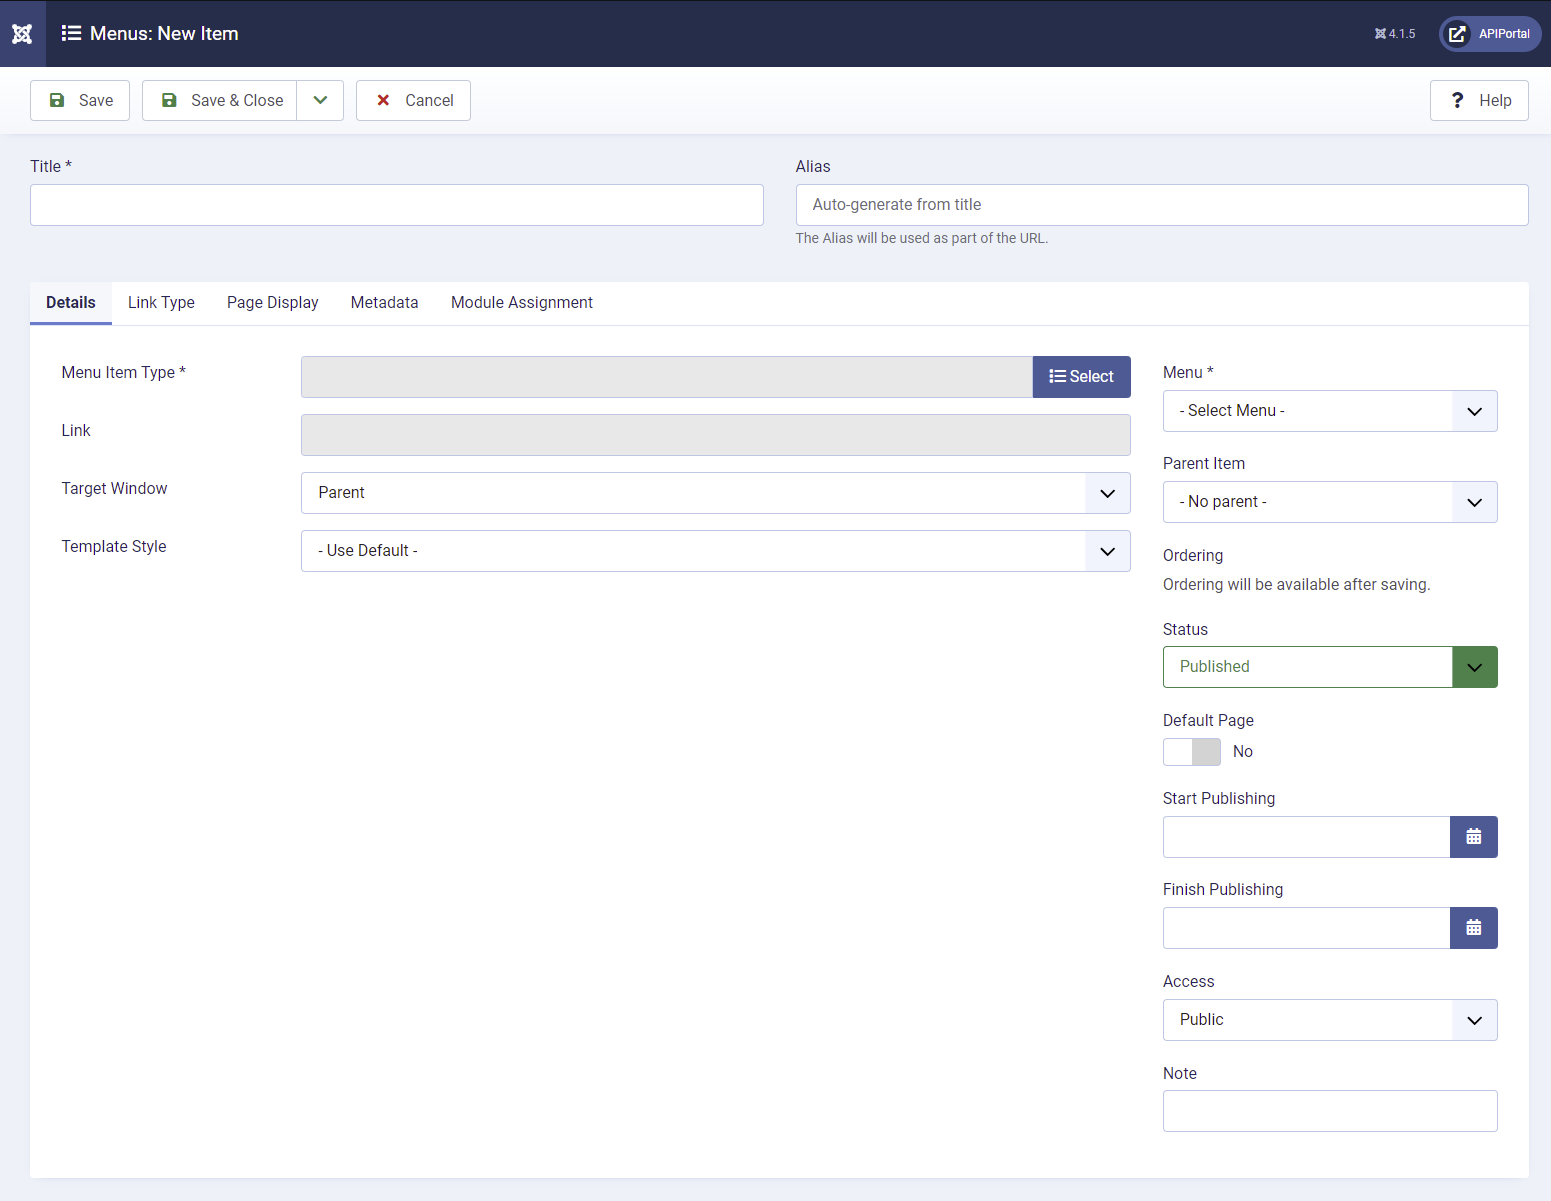 Menus: New Item
4.1.5
APIPortal
Save
Save & Close
Cancel
? Help
Title *
Alias
Auto-generate from title
The Alias will be used as part of the URL.
Details
Link Type
Page Display
Metadata
Module Assignment
Menu Item Type *
Select
Link
Target Window
Parent
Template Style
- Use Default -
Menu *
- Select Menu -
Parent Item
- No parent -
Ordering
Ordering will be available after saving.
Status
Published
Default Page
No
Start Publishing
Finish Publishing
Access
Public
Note